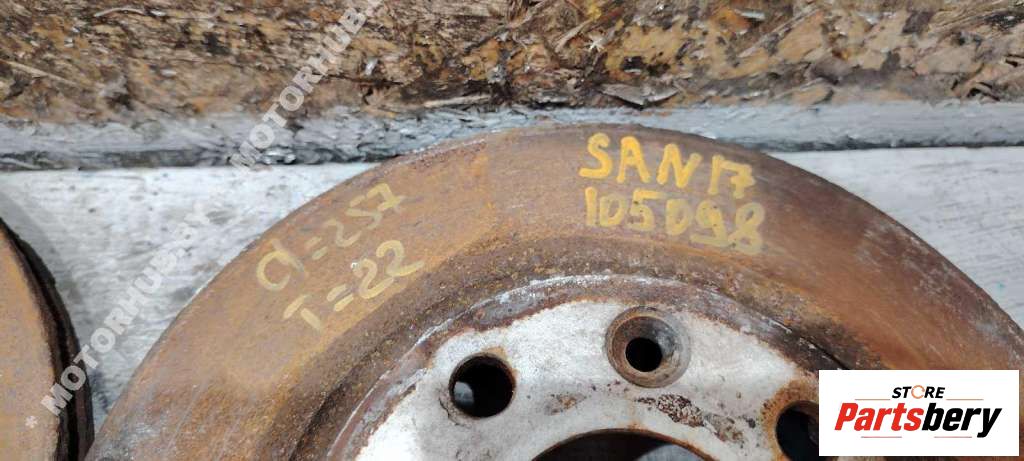 SAN17
105098
d=257
T=22
* MOTORHUB.BY
MOTORHUB.BY
STORE
Partsbery